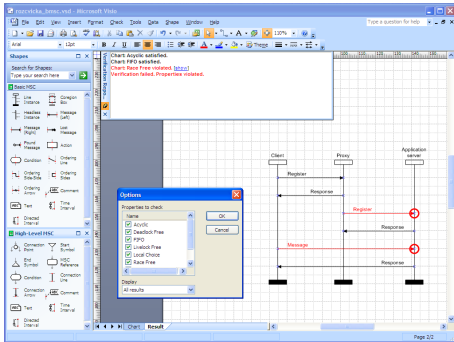 rozcvicka_bmsc.vsd - Microsoft Visio
File Edit View Insert Format Check Tools Data Shape Window Help
Type a question for help
110%
Arial 12pt
Theme
Shapes
Search for Shapes:
Type your search here
Basic MSC
Line Instance
Coregion Box
Headless Instance
Message (Left)
Message (Right)
Lost Message
Found Message
Action
Condition
Ordering Line
Ordering Side-Side
Ordering Sides
Ordering Arrow
Comment
Text
Time Interval
Directed Interval
High-Level MSC
Connection Point
Start Symbol
End Symbol
MSC Reference
Condition
Connection Line
Connection Arrow
Comment
Text
Time Interval
Directed Interval
Chart: Acyclic satisfied.
Chart: FIFO satisfied.
Chart: Race Free violated. [show]
Verification failed. Properties violated.
Options
Properties to check
Name
Acyclic
Deadlock Free
FIFO
Livelock Free
Local Choice
Race Free
OK
Cancel
Display
All results
Client
Proxy
Application server
Register
Response
Register
Response
Message
Response
Chart
Result
Page 2/2